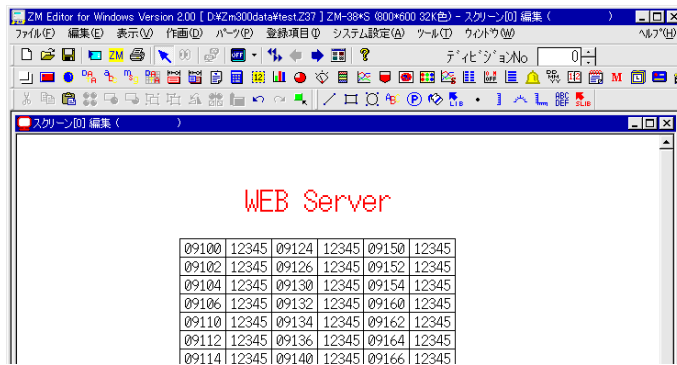 ZM Editor for Windows Version 2.00 [ D:¥Zm300data¥test.Z37 ] ZM-38*S (800*600 32K色) - スクリーン[0] 編集 ( )
ファイル(F) 編集(E) 表示(V) 作画(D) パーツ(P) 登録項目(I) システム設定(A) ツール(T) ウィンドウ(W) ヘルプ(H)
ZM OFF ディビジョンNo 0
M
P LIB ABC DEF SLIB
スクリーン[0] 編集 ( )
WEB Server
09100 12345 09124 12345 09150 12345
09102 12345 09126 12345 09152 12345
09104 12345 09130 12345 09154 12345
09106 12345 09132 12345 09160 12345
09110 12345 09134 12345 09162 12345
09112 12345 09136 12345 09164 12345
09114 12345 09140 12345 09166 12345